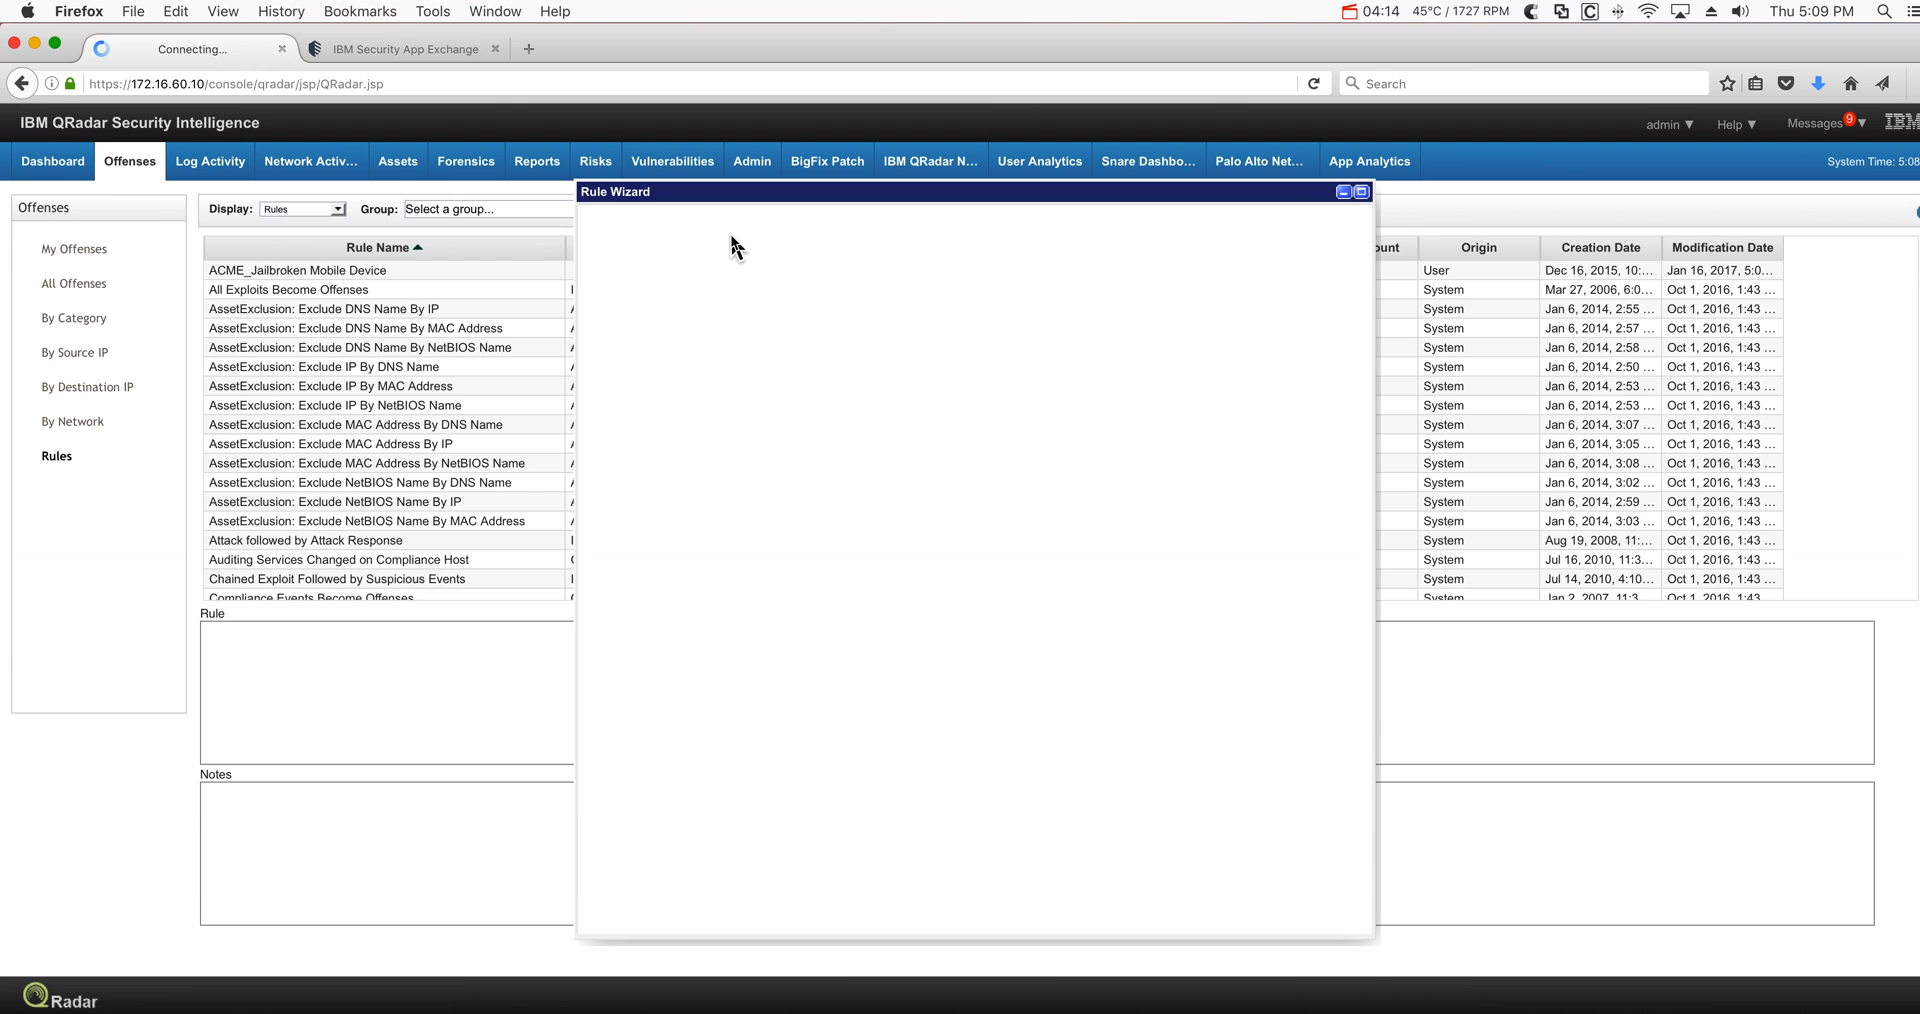 Firefox File Edit View History Bookmarks Tools Window Help 04:14 45°C / 1727 RPM Thu 5:09 PM
Connecting... IBM Security App Exchange
https://172.16.60.10/console/qradar/jsp/QRadar.jsp Search
IBM QRadar Security Intelligence admin Help Messages 9 IBM
Dashboard Offenses Log Activity Network Activ... Assets Forensics Reports Risks Vulnerabilities Admin BigFix Patch IBM QRadar N... User Analytics Snare Dashbo... Palo Alto Net... App Analytics System Time: 5:08
Rule Wizard
Offenses
My Offenses
All Offenses
By Category
By Source IP
By Destination IP
By Network
Rules
Display: Rules Group: Select a group...
Rule Name ount Origin Creation Date Modification Date
ACME_Jailbroken Mobile Device User Dec 16, 2015, 10:... Jan 16, 2017, 5:0...
All Exploits Become Offenses System Mar 27, 2006, 6:0... Oct 1, 2016, 1:43 ...
AssetExclusion: Exclude DNS Name By IP System Jan 6, 2014, 2:55 ... Oct 1, 2016, 1:43 ...
AssetExclusion: Exclude DNS Name By MAC Address System Jan 6, 2014, 2:57 ... Oct 1, 2016, 1:43 ...
AssetExclusion: Exclude DNS Name By NetBIOS Name System Jan 6, 2014, 2:58 ... Oct 1, 2016, 1:43 ...
AssetExclusion: Exclude IP By DNS Name System Jan 6, 2014, 2:50 ... Oct 1, 2016, 1:43 ...
AssetExclusion: Exclude IP By MAC Address System Jan 6, 2014, 2:53 ... Oct 1, 2016, 1:43 ...
AssetExclusion: Exclude IP By NetBIOS Name System Jan 6, 2014, 2:53 ... Oct 1, 2016, 1:43 ...
AssetExclusion: Exclude MAC Address By DNS Name System Jan 6, 2014, 3:07 ... Oct 1, 2016, 1:43 ...
AssetExclusion: Exclude MAC Address By IP System Jan 6, 2014, 3:05 ... Oct 1, 2016, 1:43 ...
AssetExclusion: Exclude MAC Address By NetBIOS Name System Jan 6, 2014, 3:08 ... Oct 1, 2016, 1:43 ...
AssetExclusion: Exclude NetBIOS Name By DNS Name System Jan 6, 2014, 3:02 ... Oct 1, 2016, 1:43 ...
AssetExclusion: Exclude NetBIOS Name By IP System Jan 6, 2014, 2:59 ... Oct 1, 2016, 1:43 ...
AssetExclusion: Exclude NetBIOS Name By MAC Address System Jan 6, 2014, 3:03 ... Oct 1, 2016, 1:43 ...
Attack followed by Attack Response System Aug 19, 2008, 11:... Oct 1, 2016, 1:43 ...
Auditing Services Changed on Compliance Host System Jul 16, 2010, 11:3... Oct 1, 2016, 1:43 ...
Chained Exploit Followed by Suspicious Events System Jul 14, 2010, 4:10... Oct 1, 2016, 1:43 ...
Compliance Events Become Offenses System Jan 2, 2007, 11:3... Oct 1, 2016, 1:43 ...
Rule
Notes
QRadar